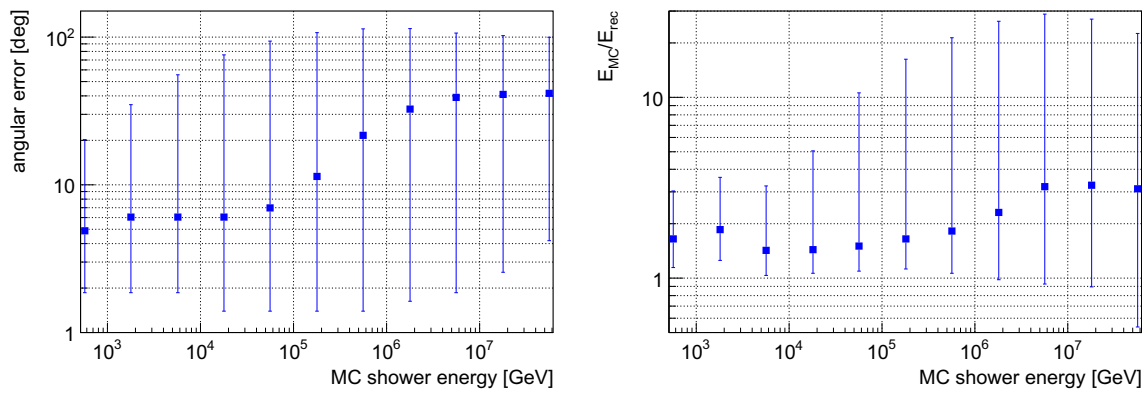 angular error [deg]
10²
10
1
10³ 10⁴ 10⁵ 10⁶ 10⁷
MC shower energy [GeV]
E_MC/E_rec
10
1
10³ 10⁴ 10⁵ 10⁶ 10⁷
MC shower energy [GeV]